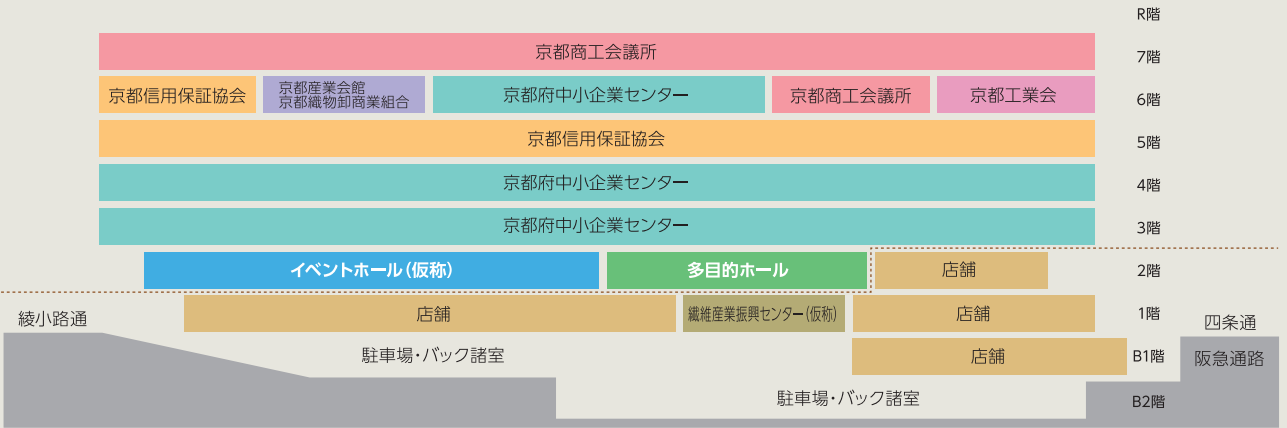 R階
京都商工会議所
7階
京都信用保証協会
京都産業会館
京都織物卸商業組合
京都府中小企業センター
京都商工会議所
京都工業会
6階
京都信用保証協会
5階
京都府中小企業センター
4階
京都府中小企業センター
3階
イベントホール(仮称)
多目的ホール
店舗
2階
綾小路通
店舗
繊維産業振興センター(仮称)
店舗
1階
四条通
駐車場・バック諸室
店舗
B1階
阪急通路
駐車場・バック諸室
B2階